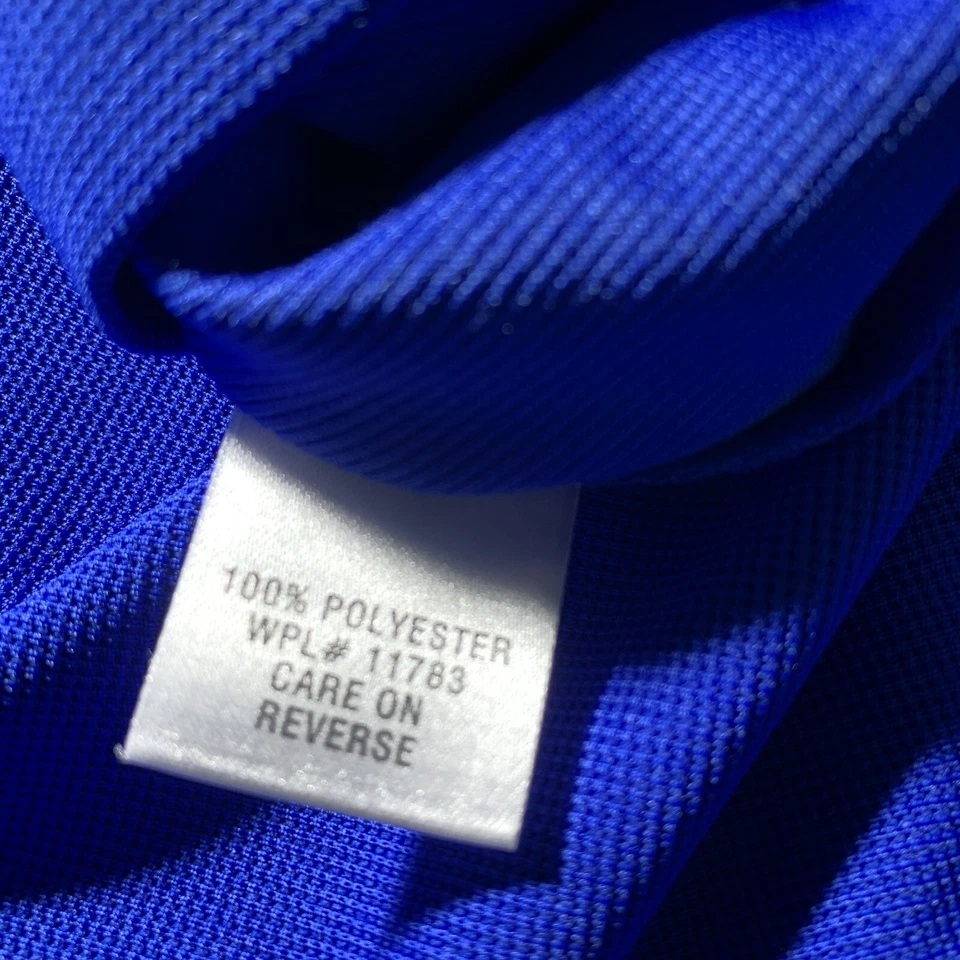 100% POLYESTER
WPL# 11783
CARE ON
REVERSE